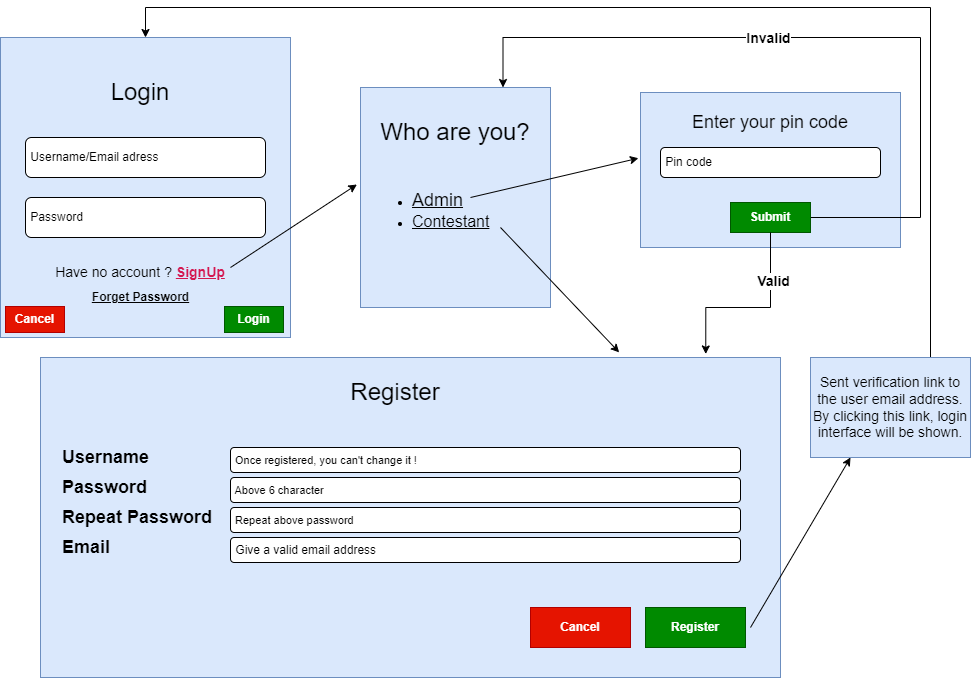 Login
Username/Email adress
Password
Have no account ? SignUp
Forget Password
Cancel
Login
Who are you?
Admin
Contestant
Invalid
Enter your pin code
Pin code
Submit
Valid
Register
Username
Once registered, you can't change it !
Password
Above 6 character
Repeat Password
Repeat above password
Email
Give a valid email address
Cancel
Register
Sent verification link to
the user email address.
By clicking this link, login
interface will be shown.